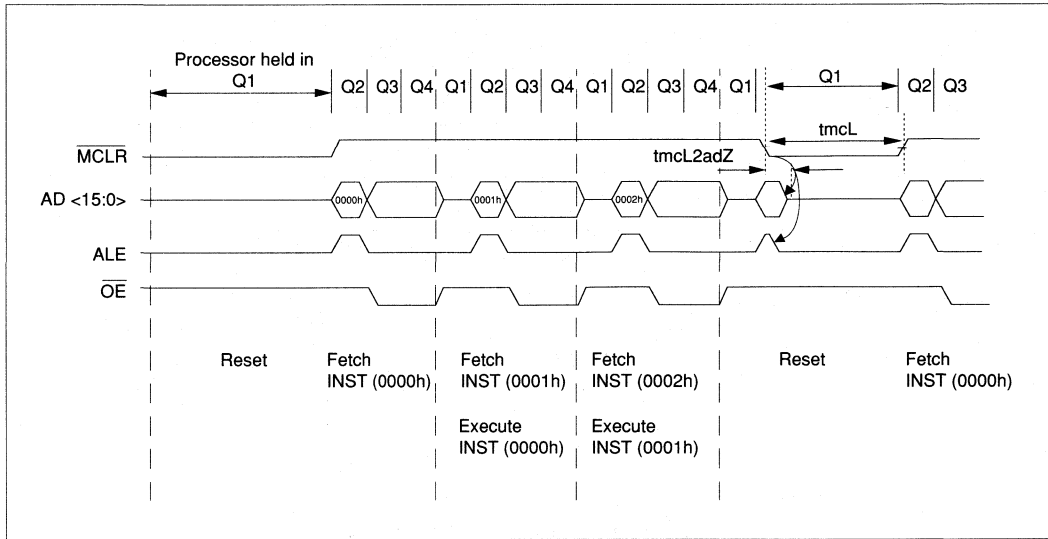 Processor held in
Q1
Q2 Q3 Q4 Q1 Q2 Q3 Q4 Q1 Q2 Q3 Q4 Q1 Q1 Q2 Q3
tmcL
MCLR
tmcL2adZ
AD <15:0>
0000h 0001h 0002h
ALE
OE
Reset Fetch Fetch Fetch Reset Fetch
INST (0000h) INST (0001h) INST (0002h) INST (0000h)
Execute Execute
INST (0000h) INST (0001h)